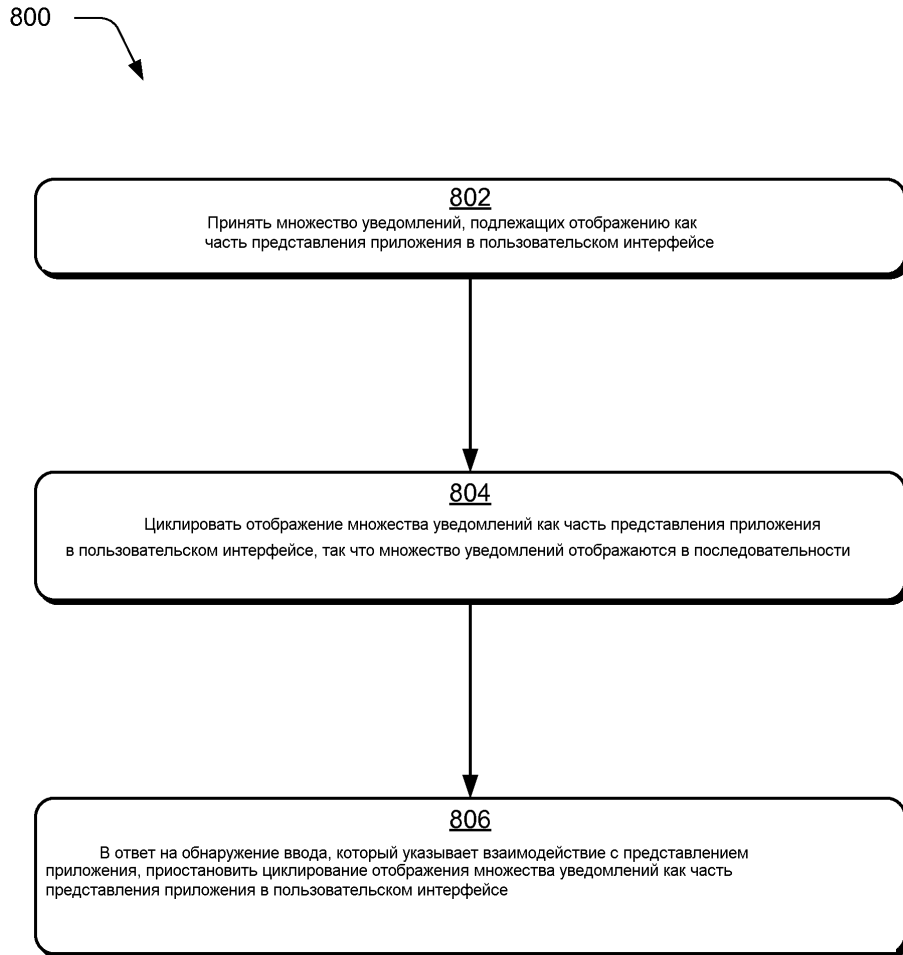 800
802
Принять множество уведомлений, подлежащих отображению как
часть представления приложения в пользовательском интерфейсе
804
Циклировать отображение множества уведомлений как часть представления приложения
в пользовательском интерфейсе, так что множество уведомлений отображаются в последовательности
806
В ответ на обнаружение ввода, который указывает взаимодействие с представлением
приложения, приостановить циклирование отображения множества уведомлений как часть
представления приложения в пользовательском интерфейсе